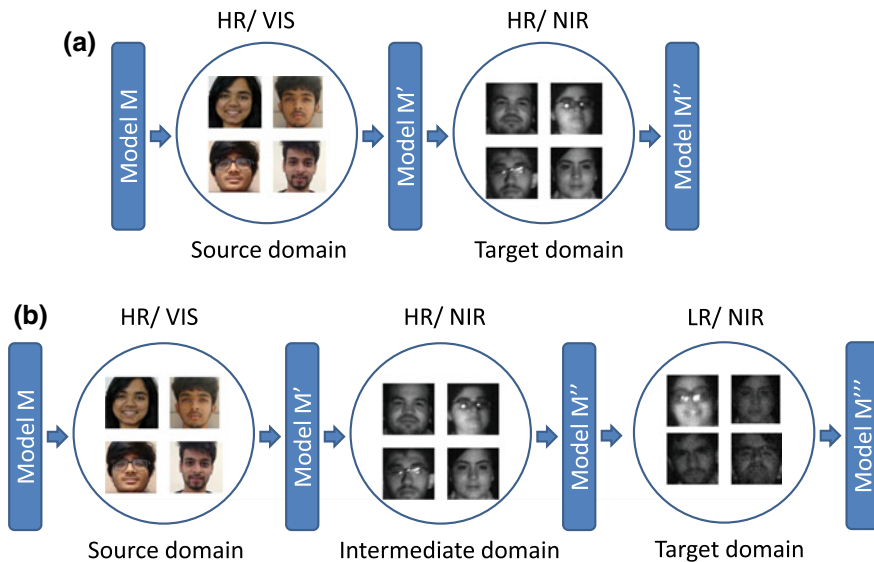 (a)
HR/ VIS
HR/ NIR
Model M
Model M’
Model M’’
Source domain
Target domain
(b)
HR/ VIS
HR/ NIR
LR/ NIR
Model M
Model M’
Model M’’
Model M’’’
Source domain
Intermediate domain
Target domain